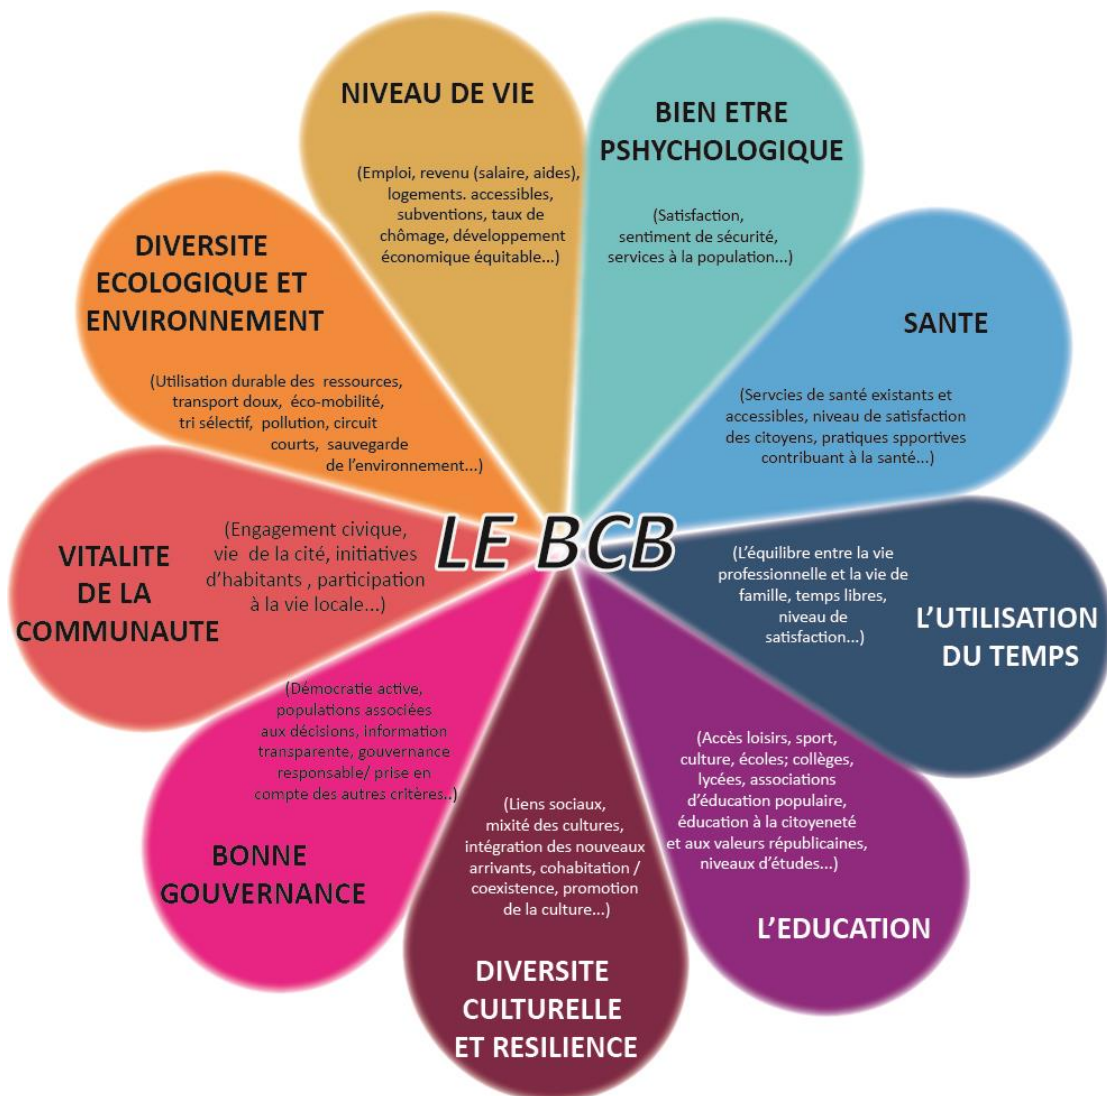 NIVEAU DE VIE
(Emploi, revenu (salaire, aides),
logements. accessibles,
subventions, taux de
chômage, développement
économique équitable...)
BIEN ETRE
PSHYCHOLOGIQUE
(Satisfaction,
sentiment de sécurité,
services à la population...)
SANTE
(Servcies de santé existants et
accessibles, niveau de satisfaction
des citoyens, pratiques spportives
contribuant à la santé...)
L'UTILISATION
DU TEMPS
(L'équilibre entre la vie
professionnelle et la vie de
famille, temps libres,
niveau de
satisfaction...)
(Accès loisirs, sport,
culture, écoles; collèges,
lycées, associations
d'éducation populaire,
éducation à la citoyeneté
et aux valeurs républicaines,
niveaux d'études...)
L'EDUCATION
(Liens sociaux,
mixité des cultures,
intégration des nouveaux
arrivants, cohabitation /
coexistence, promotion
de la culture...)
DIVERSITE
CULTURELLE
ET RESILIENCE
(Démocratie active,
populations associées
aux décisions, information
transparente, gouvernance
responsable/ prise en
compte des autres critères..)
BONNE
GOUVERNANCE
VITALITE
DE LA
COMMUNAUTE
(Engagement civique,
vie de la cité, initiatives
d'habitants , participation
à la vie locale...)
DIVERSITE
ECOLOGIQUE ET
ENVIRONNEMENT
(Utilisation durable des ressources,
transport doux, éco-mobilité,
tri sélectif, pollution, circuit
courts, sauvegarde
de l'environnement...)
LE BCB